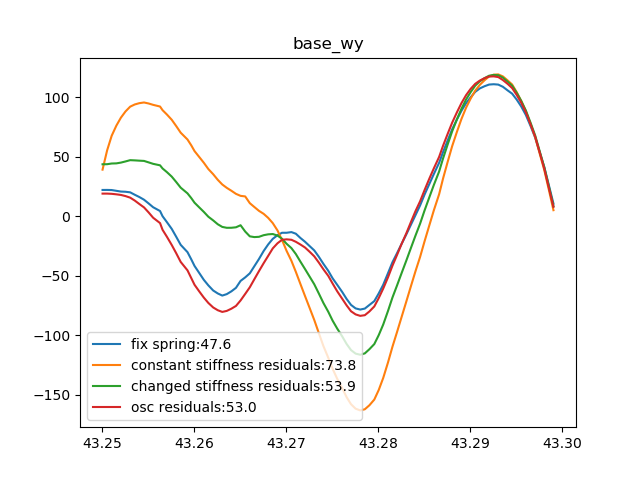 base_wy
100
50
0
−50
−100
−150
fix spring:47.6
constant stiffness residuals:73.8
changed stiffness residuals:53.9
osc residuals:53.0
43.25 43.26 43.27 43.28 43.29 43.30